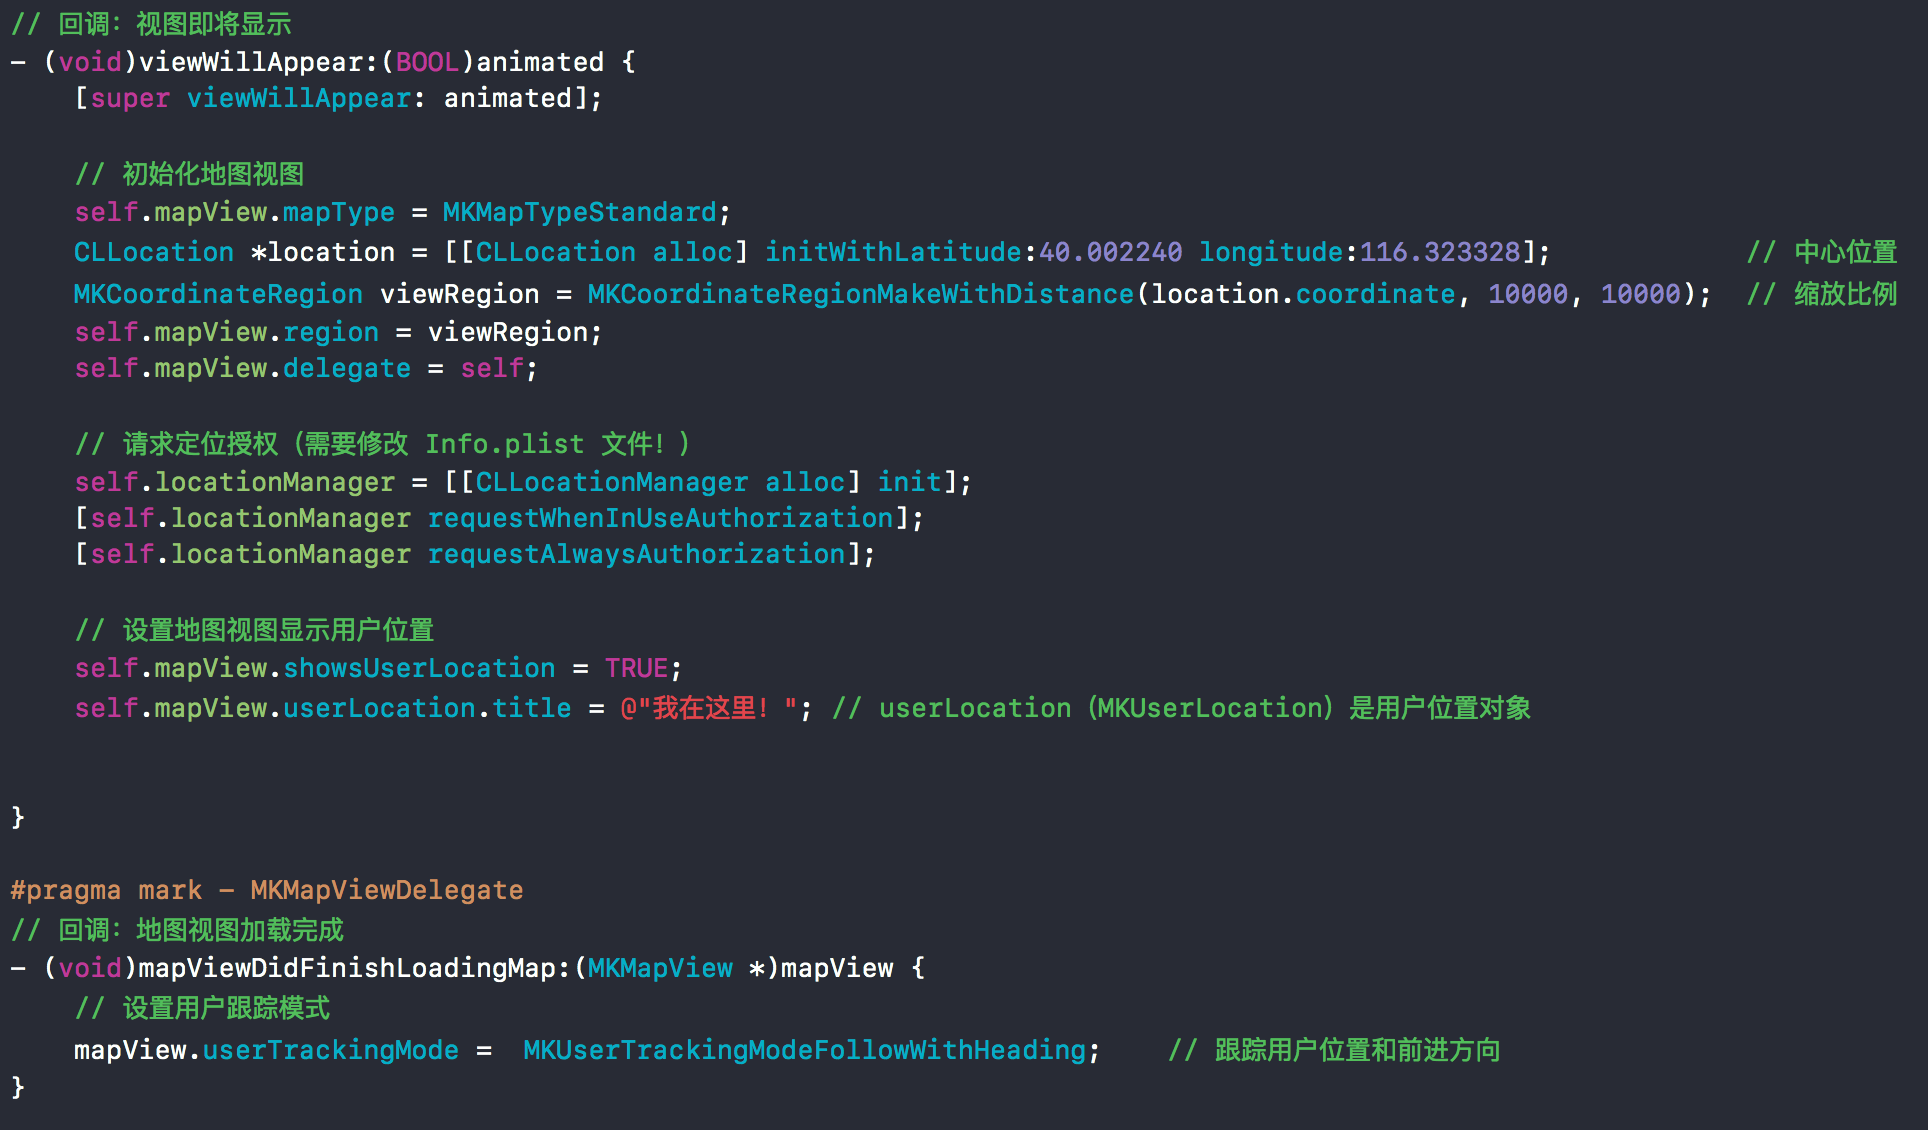 // 回调：视图即将显示
- (void)viewWillAppear:(BOOL)animated {
    [super viewWillAppear: animated];
    // 初始化地图视图
    self.mapView.mapType = MKMapTypeStandard;
    CLLocation *location = [[CLLocation alloc] initWithLatitude:40.002240 longitude:116.323328];            // 中心位置
    MKCoordinateRegion viewRegion = MKCoordinateRegionMakeWithDistance(location.coordinate, 10000, 10000);  // 缩放比例
    self.mapView.region = viewRegion;
    self.mapView.delegate = self;
    // 请求定位授权（需要修改 Info.plist 文件！）
    self.locationManager = [[CLLocationManager alloc] init];
    [self.locationManager requestWhenInUseAuthorization];
    [self.locationManager requestAlwaysAuthorization];
    // 设置地图视图显示用户位置
    self.mapView.showsUserLocation = TRUE;
    self.mapView.userLocation.title = @"我在这里！"; // userLocation（MKUserLocation）是用户位置对象
}
#pragma mark - MKMapViewDelegate
// 回调：地图视图加载完成
- (void)mapViewDidFinishLoadingMap:(MKMapView *)mapView {
    // 设置用户跟踪模式
    mapView.userTrackingMode =  MKUserTrackingModeFollowWithHeading;    // 跟踪用户位置和前进方向
}